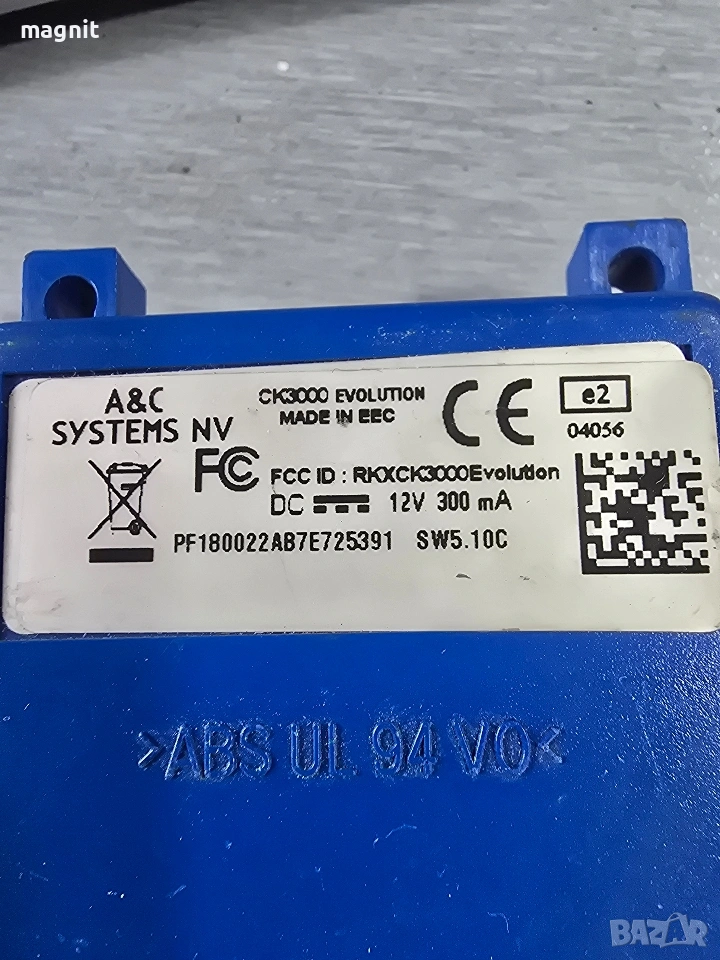 magnit
A&C
SYSTEMS NV
CK3000 EVOLUTION
MADE IN EEC
CE
e2
04056
FC
FCC ID : RKXCK3000Evolution
DC 12V 300 mA
PF180022AB7E725391 SW5.10C
>ABS UL 94 VO<
BAZAR